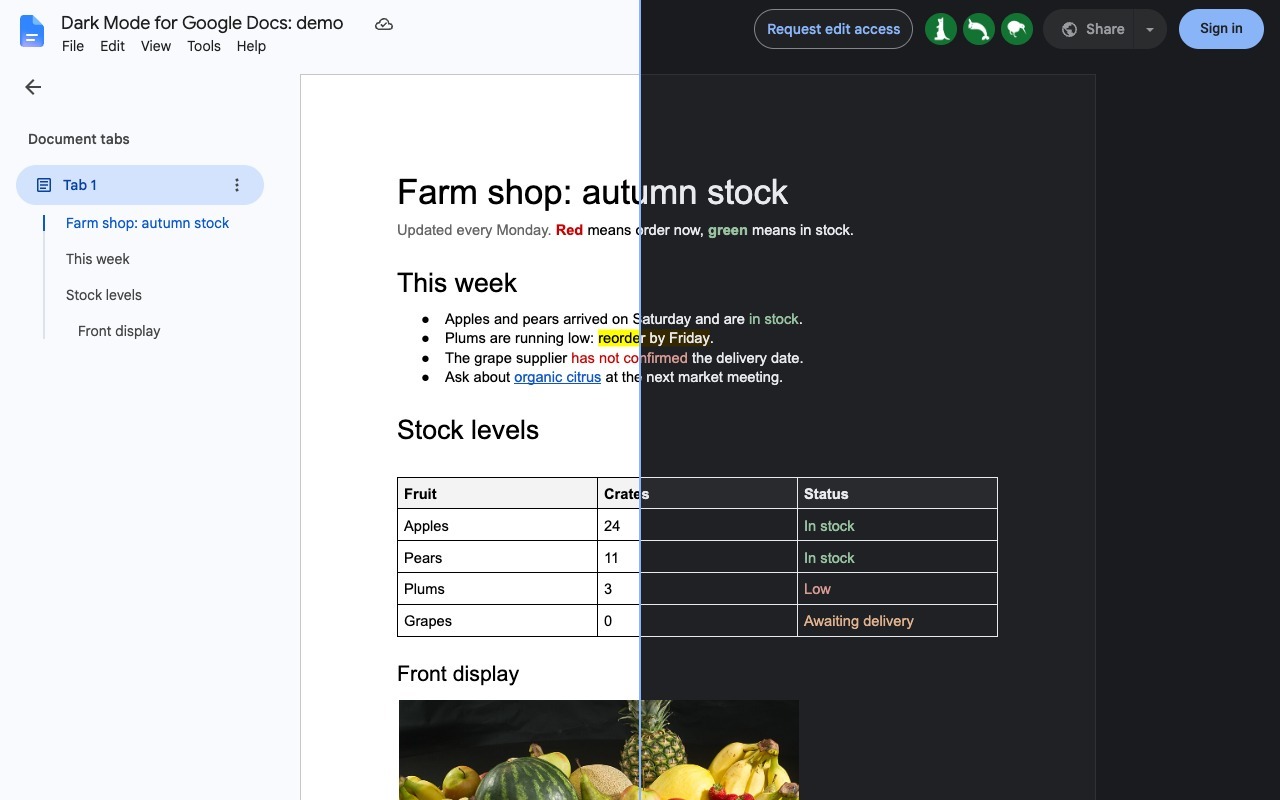 Dark Mode for Google Docs: demo
File Edit View Tools Help
Request edit access
Share
Sign in
Document tabs
Tab 1
Farm shop: autumn stock
This week
Stock levels
Front display
Farm shop: autumn stock
Updated every Monday. Red means order now, green means in stock.
This week
● Apples and pears arrived on Saturday and are in stock.
● Plums are running low: reorder by Friday.
● The grape supplier has not confirmed the delivery date.
● Ask about organic citrus at the next market meeting.
Stock levels
Fruit Crates Status
Apples 24 In stock
Pears 11 In stock
Plums 3 Low
Grapes 0 Awaiting delivery
Front display